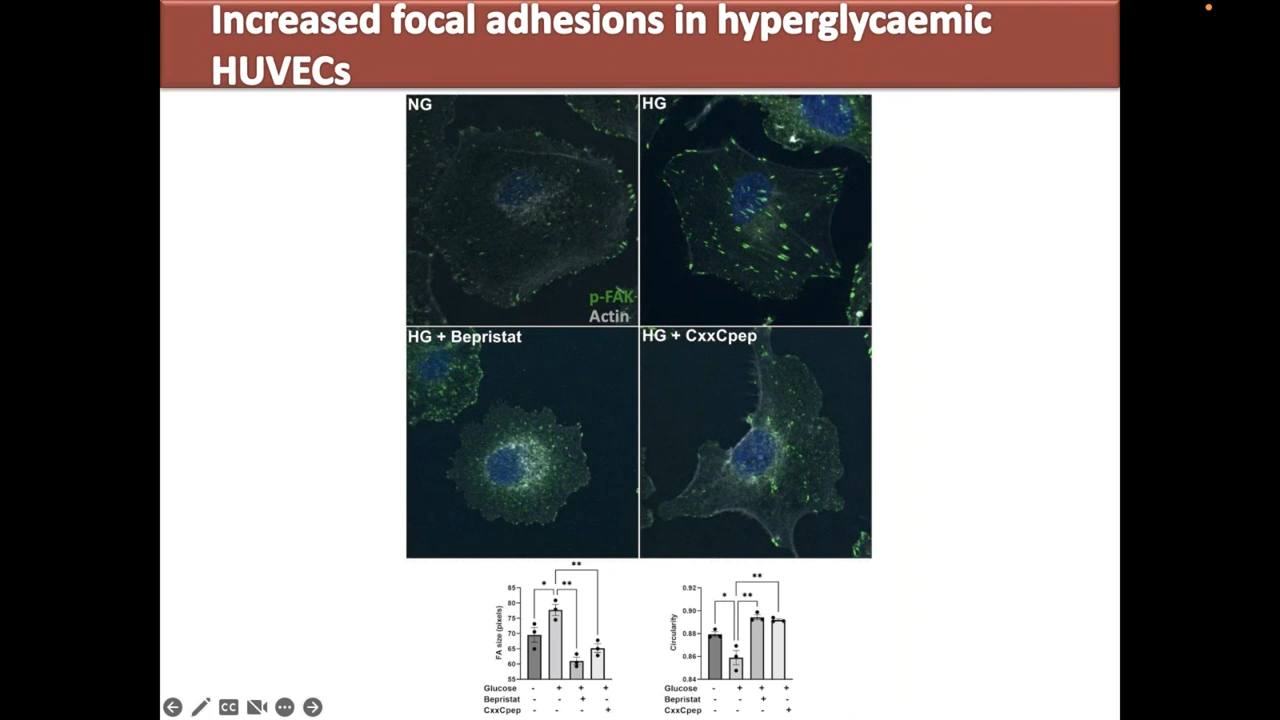 Increased focal adhesions in hyperglycaemic
HUVECs
NG
HG
p-FAK
Actin
HG + Bepristat
HG + CxxCpep
**
* **
85
80
75
70
65
60
55
FA size (pixels)
Glucose - + + +
Bepristat - - + -
CxxCpep - - - +
**
* **
0.92
0.90
0.88
0.86
0.84
Circularity
Glucose - + + +
Bepristat - - + -
CxxCpep - - - +
CC